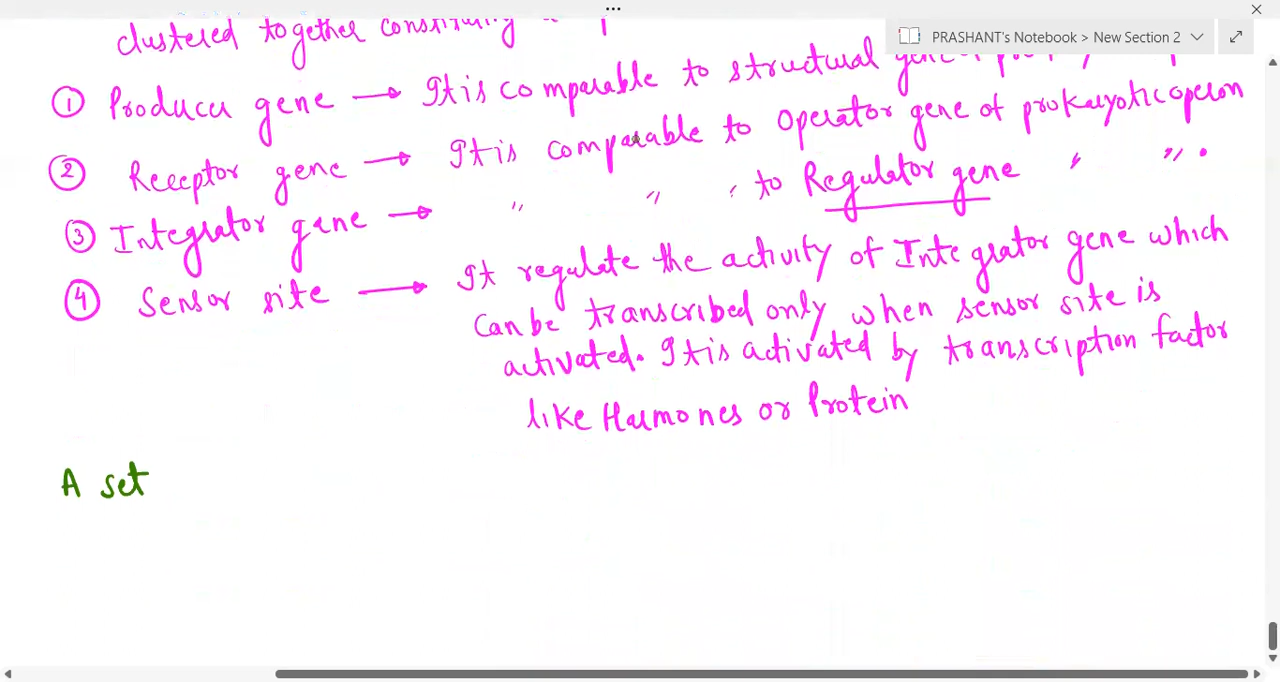 PRASHANT's Notebook > New Section 2
clustered together constituting
① Producer gene → It is comparable to structural gene of
② Receptor gene → It is comparable to Operator gene of prokaryotic operon
③ Integrator gene → " " " to Regulator gene " " .
④ Sensor site → It regulate the activity of Integrator gene which
can be transcribed only when sensor site is
activated. It is activated by transcription factor
like Harmones or Protein
A set